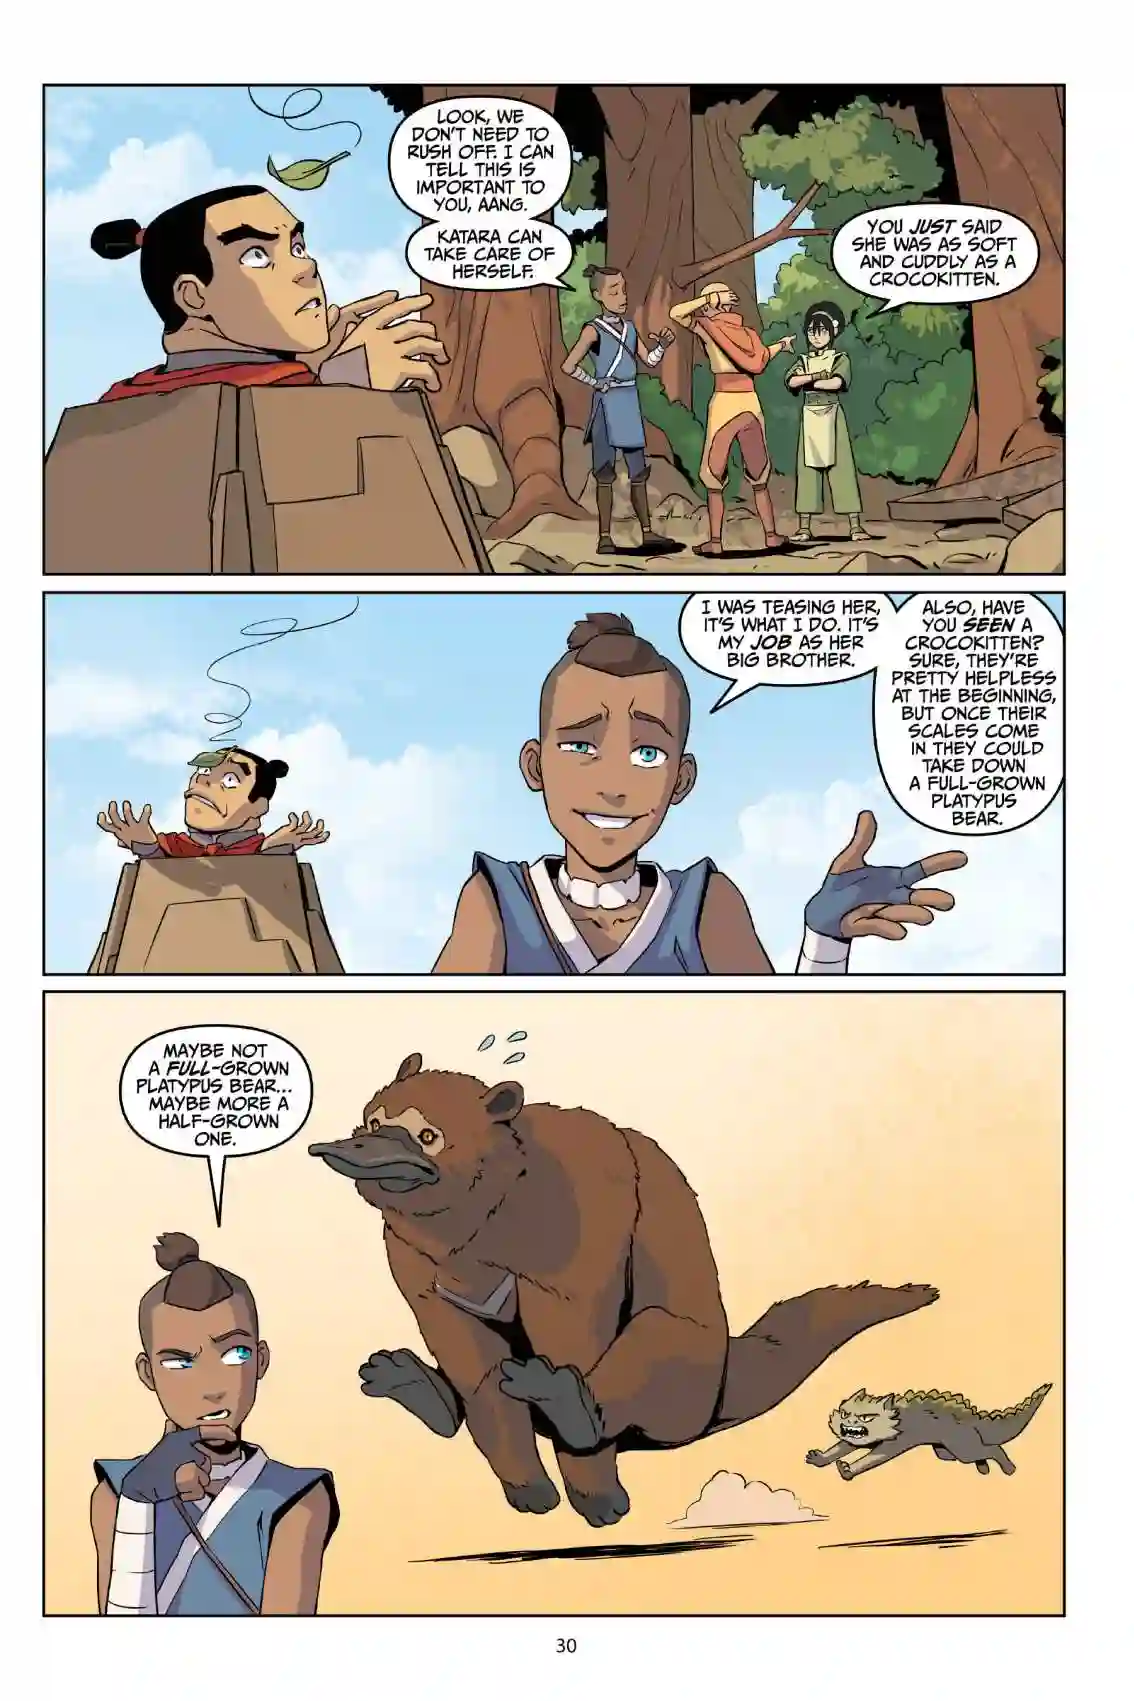 LOOK, WE
DON'T NEED TO
RUSH OFF. I CAN
TELL THIS IS
IMPORTANT TO
YOU, AANG.
KATARA CAN
TAKE CARE OF
HERSELF.
YOU JUST SAID
SHE WAS AS SOFT
AND CUDDLY AS A
CROCOKITTEN.
I WAS TEASING HER,
IT'S WHAT I DO. IT'S
MY JOB AS HER
BIG BROTHER.
ALSO, HAVE
YOU SEEN A
CROCOKITTEN?
SURE, THEY'RE
PRETTY HELPLESS
AT THE BEGINNING,
BUT ONCE THEIR
SCALES COME
IN THEY COULD
TAKE DOWN
A FULL-GROWN
PLATYPUS
BEAR.
MAYBE NOT
A FULL-GROWN
PLATYPUS BEAR...
MAYBE MORE A
HALF-GROWN
ONE.
30